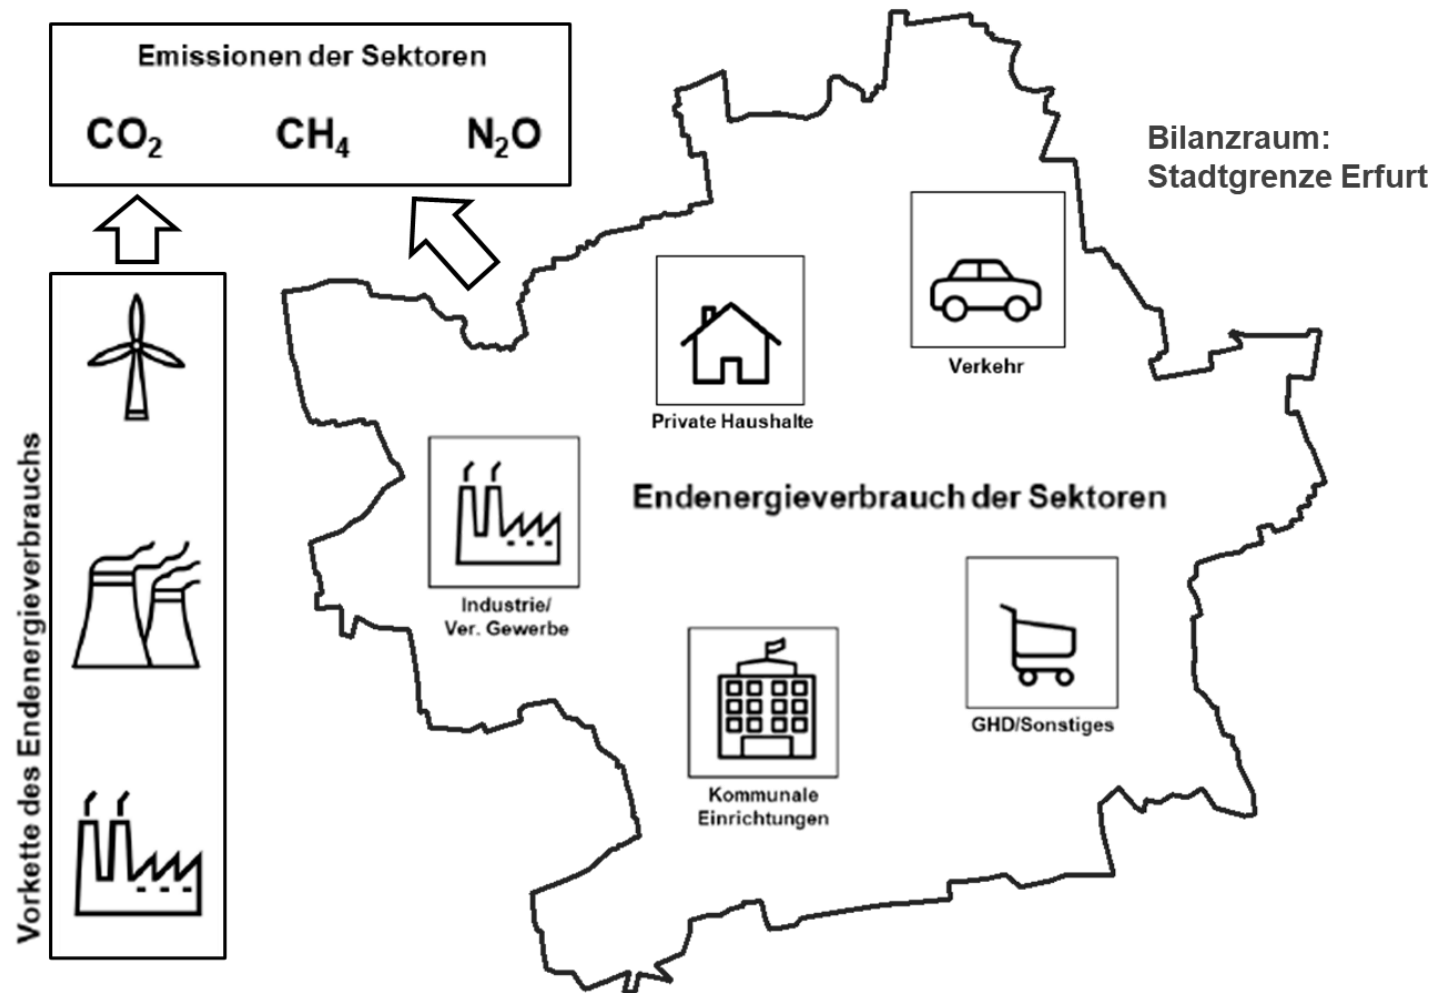 Emissionen der Sektoren
CO₂ CH₄ N₂O
Bilanzraum:
Stadtgrenze Erfurt
Vorkette des Endenergieverbrauchs
Verkehr
Private Haushalte
Endenergieverbrauch der Sektoren
Industrie/
Ver. Gewerbe
GHD/Sonstiges
Kommunale
Einrichtungen